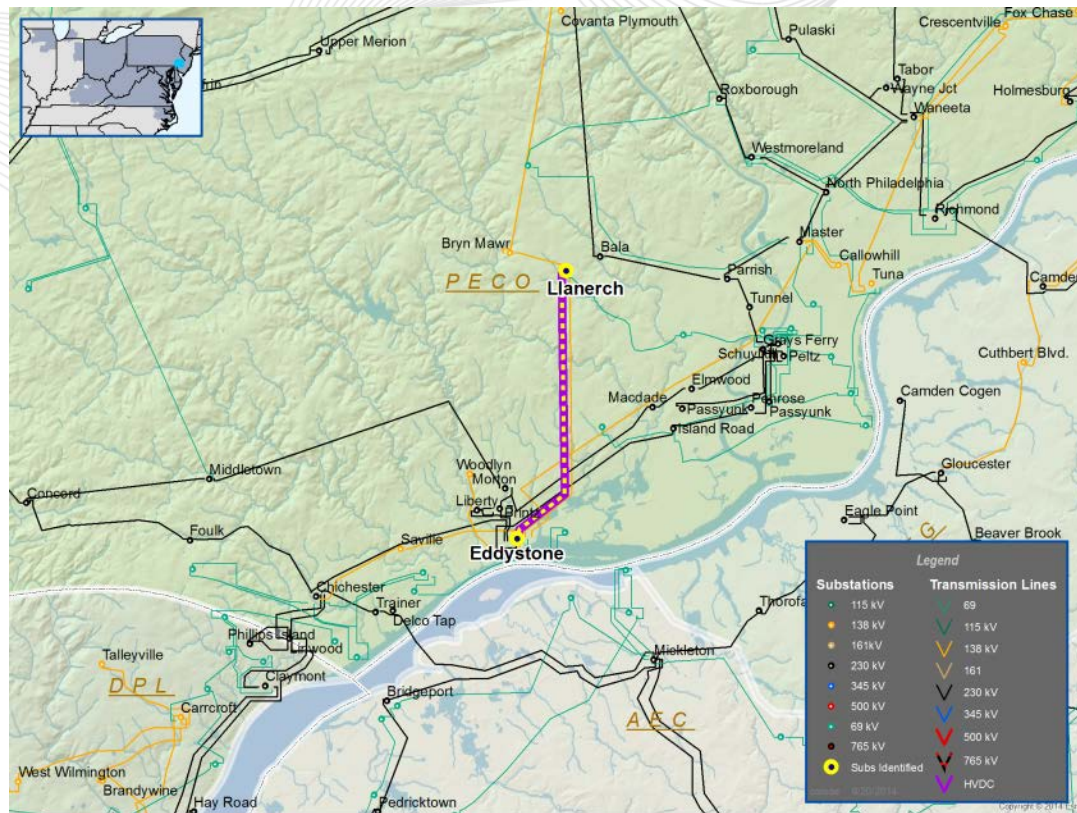 Covanta Plymouth
Fox Chase
Crescentville
Pulaski
Upper Merion
Tabor
Wayne Jct
Roxborough
Holmesburg
Waneeta
Westmoreland
North Philadelphia
Richmond
Master
Bryn Mawr
Bala
Callowhill
PECO
Parrish
Tuna
Camden
Llanerch
Tunnel
Grays Ferry
Peltz
Cuthbert Blvd.
Elmwood
Macdade
Penrose
Camden Cogen
Passyunk
Passyunk
Island Road
Woodlyn
Middletown
Morton
Gloucester
Concord
Liberty
Printz
Eagle Point
Foulk
Saville
Eddystone
Beaver Brook
Chichester
Trainer
Delco Tap
Phillips Island
Linwood
Mickleton
Talleyville
Claymont
DPL
Bridgeport
Carrcroft
AEC
West Wilmington
Brandywine
Hay Road
Pedricktown
Legend
Substations
115 kV
138 kV
161kV
230 kV
345 kV
500 kV
69 kV
765 kV
Subs Identified
Transmission Lines
69
115 kV
138 kV
161
230 kV
345 kV
500 kV
765 kV
HVDC